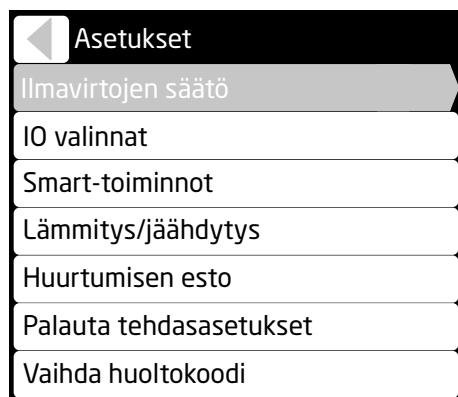 Asetukset
Ilmavirtojen säätö
IO valinnat
Smart-toiminnot
Lämmitys/jäähdytys
Huurtumisen esto
Palauta tehdasasetukset
Vaihda huoltokoodi